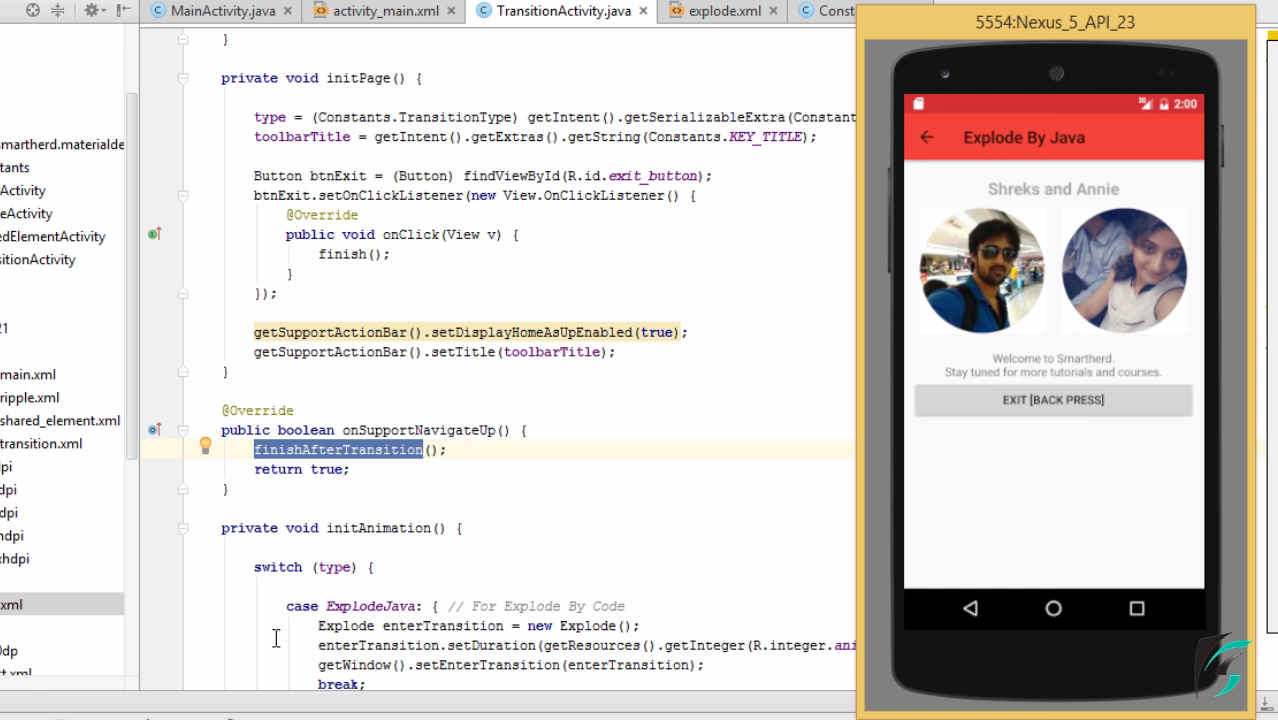 MainActivity.java
activity_main.xml
TransitionActivity.java
explode.xml
Const
5554:Nexus_5_API_23
}
private void initPage() {
type = (Constants.TransitionType) getIntent().getSerializableExtra(Constant
toolbarTitle = getIntent().getExtras().getString(Constants.KEY_TITLE);
Button btnExit = (Button) findViewById(R.id.exit_button);
btnExit.setOnClickListener(new View.OnClickListener() {
@Override
public void onClick(View v) {
finish();
}
});
getSupportActionBar().setDisplayHomeAsUpEnabled(true);
getSupportActionBar().setTitle(toolbarTitle);
}
@Override
public boolean onSupportNavigateUp() {
finishAfterTransition();
return true;
}
private void initAnimation() {
switch (type) {
case ExplodeJava: { // For Explode By Code
Explode enterTransition = new Explode();
enterTransition.setDuration(getResources().getInteger(R.integer.ani
getWindow().setEnterTransition(enterTransition);
break;
smartherd.materialde
tants
Activity
eActivity
edElementActivity
sitionActivity
21
main.xml
ripple.xml
shared_element.xml
transition.xml
dpi
dpi
dpi
hdpi
xhdpi
xml
0dp
xt.xml
2:00
Explode By Java
Shreks and Annie
Welcome to Smartherd.
Stay tuned for more tutorials and courses.
EXIT [BACK PRESS]